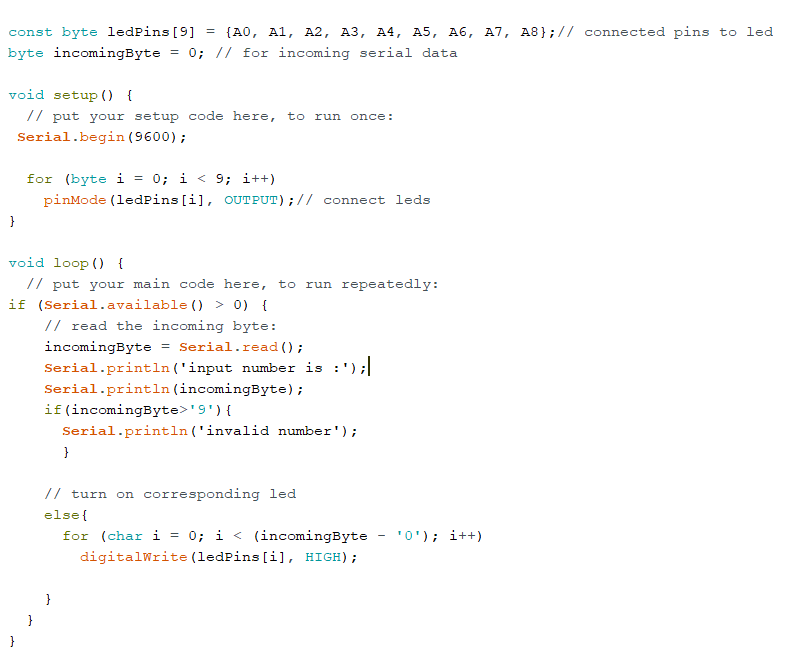 const byte ledPins[9] = {A0, A1, A2, A3, A4, A5, A6, A7, A8};// connected pins to led
byte incomingByte = 0; // for incoming serial data

void setup() {
  // put your setup code here, to run once:
 Serial.begin(9600);

  for (byte i = 0; i < 9; i++)
    pinMode(ledPins[i], OUTPUT);// connect leds
}

void loop() {
  // put your main code here, to run repeatedly:
if (Serial.available() > 0) {
    // read the incoming byte:
    incomingByte = Serial.read();
    Serial.println('input number is :');
    Serial.println(incomingByte);
    if(incomingByte>'9'){
      Serial.println('invalid number');
      }

    // turn on corresponding led
    else{
      for (char i = 0; i < (incomingByte - '0'); i++)
        digitalWrite(ledPins[i], HIGH);

    }
  }
}